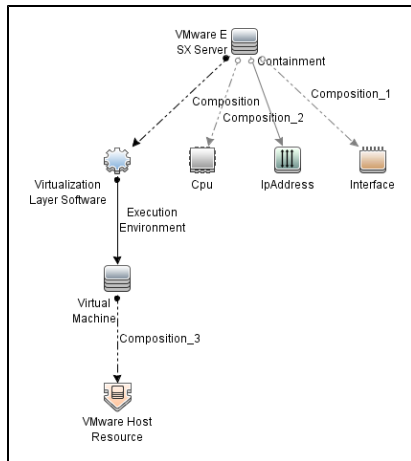 VMware E
SX Server
Containment
Composition
Composition_1
Composition_2
Virtualization
Layer Software
Cpu
IpAddress
Interface
Execution
Environment
Virtual
Machine
Composition_3
VMware Host
Resource